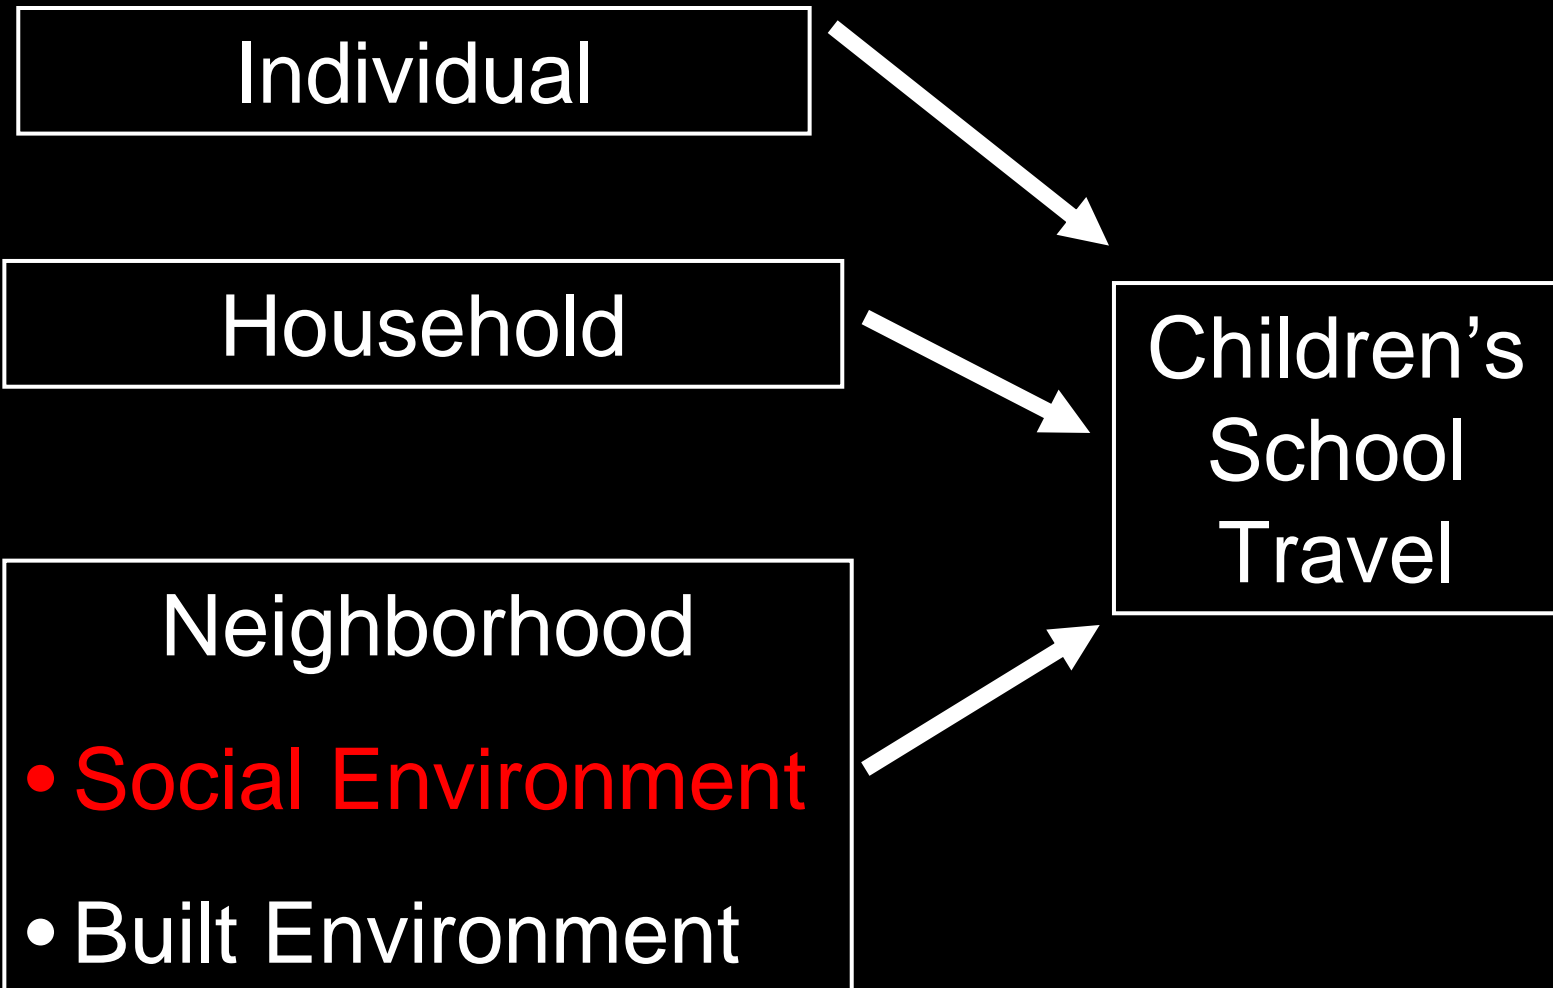 Individual
Household
Children’s
School
Travel
Neighborhood
• Social Environment
• Built Environment